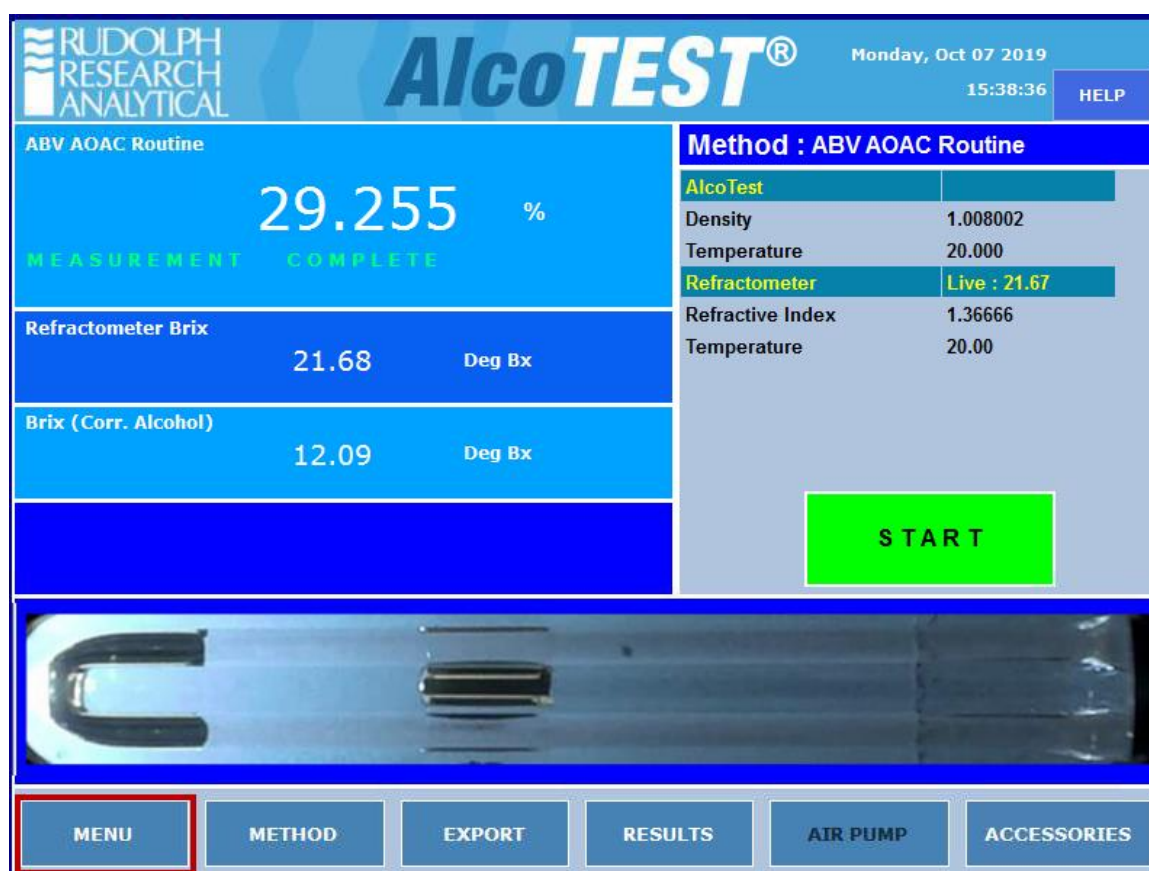 RUDOLPH
RESEARCH
ANALYTICAL
AlcoTEST®
Monday, Oct 07 2019
15:38:36
HELP
ABV AOAC Routine
29.255 %
MEASUREMENT COMPLETE
Refractometer Brix
21.68 Deg Bx
Brix (Corr. Alcohol)
12.09 Deg Bx
Method : ABV AOAC Routine
AlcoTest
Density 1.008002
Temperature 20.000
Refractometer Live : 21.67
Refractive Index 1.36666
Temperature 20.00
START
MENU METHOD EXPORT RESULTS AIR PUMP ACCESSORIES